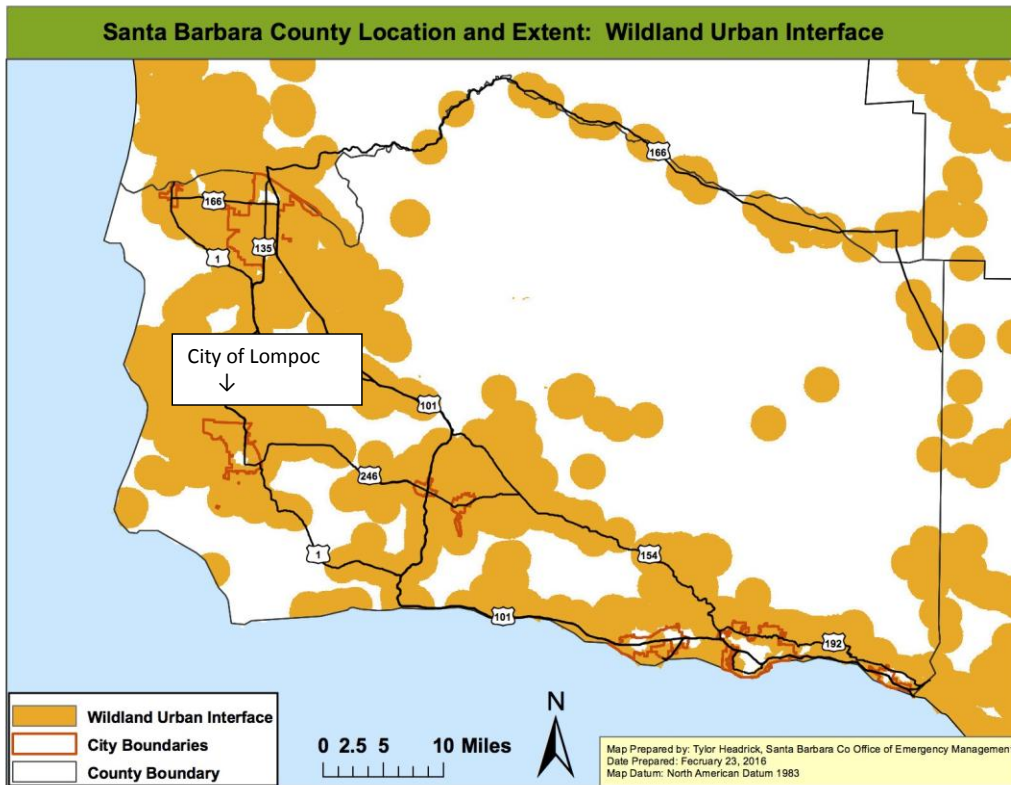 Santa Barbara County Location and Extent: Wildland Urban Interface
166
166
135
1
City of Lompoc
↓
101
246
1
154
101
192
Wildland Urban Interface
City Boundaries
County Boundary
0 2.5 5 10 Miles
N
Map Prepared by: Tylor Headrick, Santa Barbara Co Office of Emergency Management
Date Prepared: Fecruary 23, 2016
Map Datum: North American Datum 1983